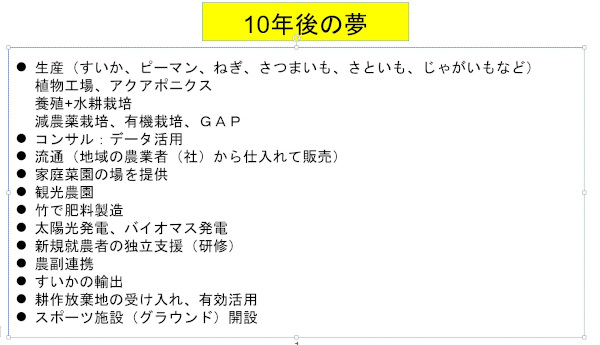 10年後の夢
● 生産（すいか、ピーマン、ねぎ、さつまいも、さといも、じゃがいもなど）
植物工場、アクアポニクス
養殖+水耕栽培
減農薬栽培、有機栽培、ＧＡＰ
● コンサル：データ活用
● 流通（地域の農業者（社）から仕入れて販売）
● 家庭菜園の場を提供
● 観光農園
● 竹で肥料製造
● 太陽光発電、バイオマス発電
● 新規就農者の独立支援（研修）
● 農副連携
● すいかの輸出
● 耕作放棄地の受け入れ、有効活用
● スポーツ施設（グラウンド）開設